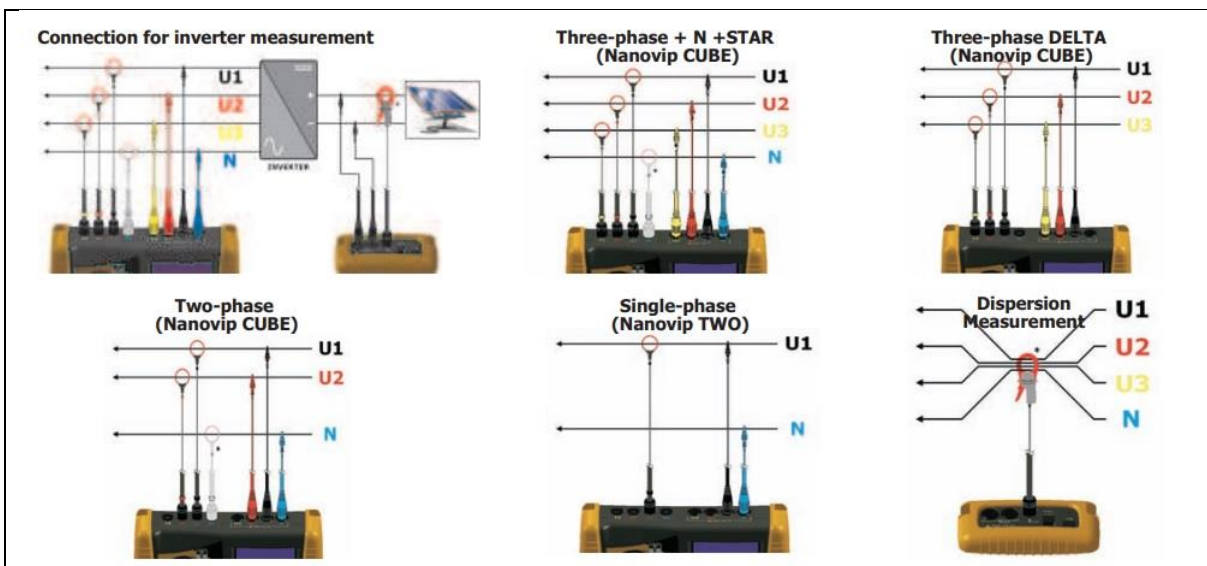 Connection for inverter measurement
U1
U2
U3
N
INVERTER
*
Three-phase + N +STAR
(Nanovip CUBE)
U1
U2
U3
N
*
Three-phase DELTA
(Nanovip CUBE)
U1
U2
U3
Two-phase
(Nanovip CUBE)
U1
U2
N
*
Single-phase
(Nanovip TWO)
U1
N
Dispersion
Measurement
U1
U2
U3
N
*